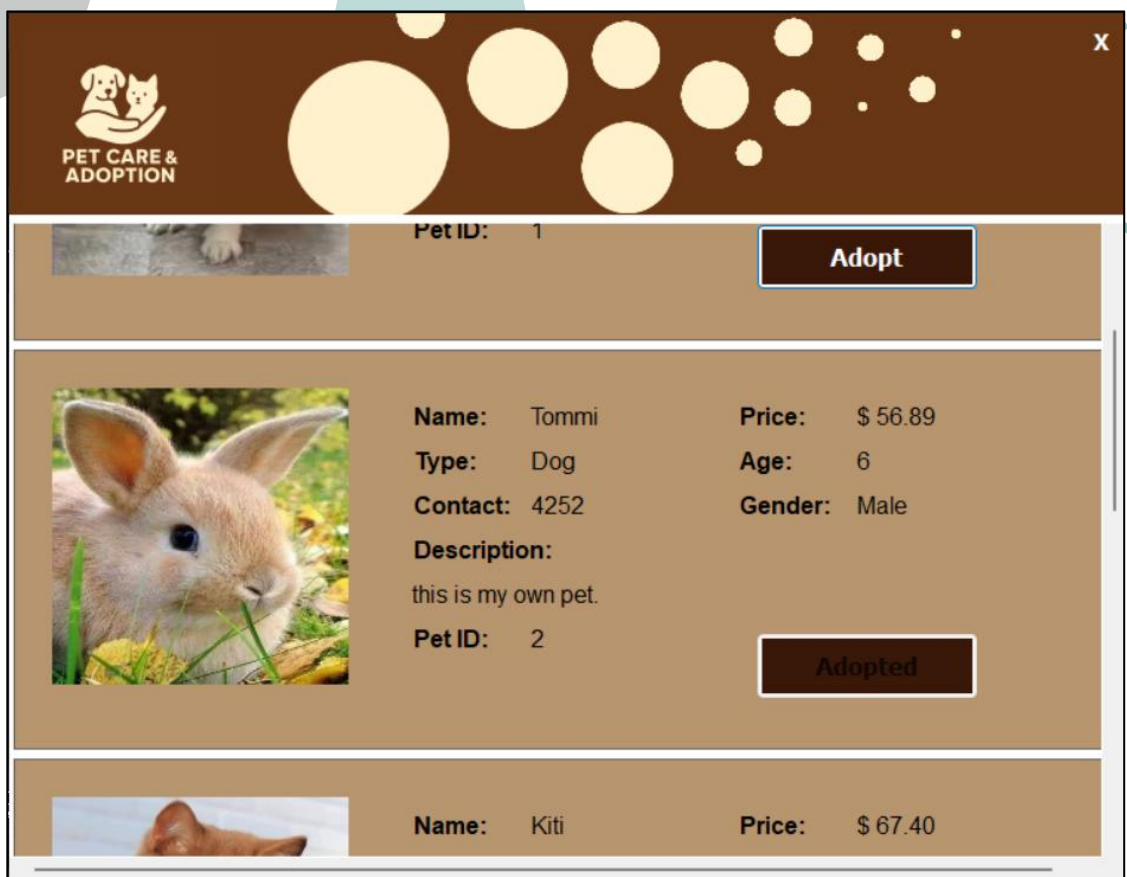 X
PET CARE &
ADOPTION
Pet ID: 1
Adopt
Name: Tommi Price: $ 56.89
Type: Dog Age: 6
Contact: 4252 Gender: Male
Description:
this is my own pet.
Pet ID: 2
Adopted
Name: Kiti Price: $ 67.40